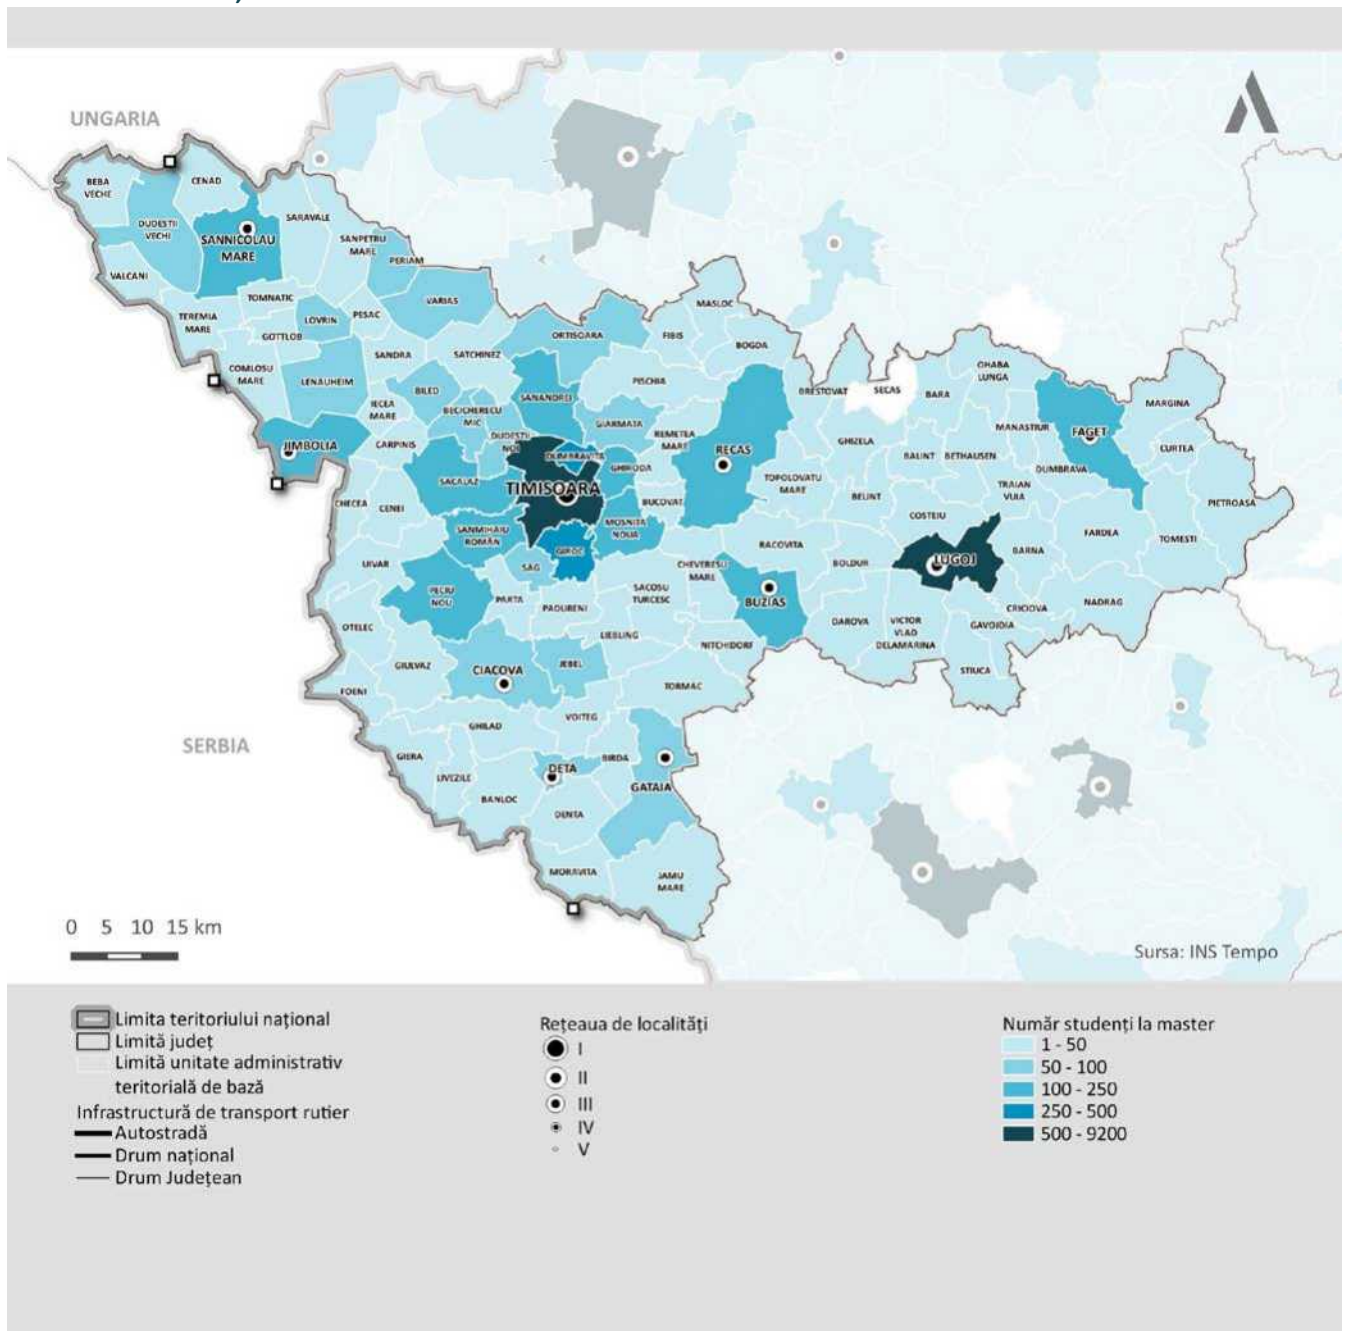 UNGARIA
BEBA
VECHE
CENAD
DUDESTII
VECHI
SARAVALE
SANNICOLAU
MARE
SANPETRU
MARE
PERIAM
VALCANI
TOMNATIC
VARIAS
MASLOC
TEREMIA
MARE
LOVRIN
PESAC
GOTTLOB
ORTISOARA
FIBIS
BOGDA
SANDRA
SATCHINEZ
COMLOSU
MARE
LENAUHEIM
PISCHIA
OHABA
LUNGA
BILED
SANANDREI
BRESTOVAT
SECAS
BARA
MARGINA
IECEA
MARE
BECICHERECU
MIC
GIARMATA
REMETEA
MARE
MANASTIUR
FAGET
JIMBOLIA
CARPINIS
DUDESTII
NOI
DUMBRAVITA
RECAS
GHIZELA
BALINT
BETHAUSEN
CURTEA
GHIRODA
DUMBRAVA
SACALAZ
TIMISOARA
TOPOLOVATU
MARE
TRAIAN
VUIA
BUCOVAT
BELINT
PIETROASA
CHECEA
CENEI
COSTEIU
SANMIHAIU
ROMÂN
MOSNITA
NOUA
FARDEA
TOMESTI
GIROC
RACOVITA
BARNA
UIVAR
SAG
CHEVERESU
MARE
BOLDUR
LUGOJ
PECIU
NOU
PARTA
PADURENI
SACOSU
TURCESC
BUZIAS
NADRAG
CRICIOVA
OTELEC
DAROVA
VICTOR
VLAD
DELAMARINA
GAVOJDIA
LIEBLING
NITCHIDORF
GIULVAZ
CIACOVA
JEBEL
STIUCA
FOENI
TORMAC
GHILAD
VOITEG
SERBIA
GIERA
LIVEZILE
DETA
BIRDA
GATAIA
BANLOC
DENTA
MORAVITA
JAMU
MARE
0 5 10 15 km
Sursa: INS Tempo
Limita teritoriului național
Limită județ
Limită unitate administrativ
teritorială de bază
Infrastructură de transport rutier
Autostradă
Drum național
Drum Județean
Rețeaua de localități
I
II
III
IV
V
Număr studenți la master
1 - 50
50 - 100
100 - 250
250 - 500
500 - 9200